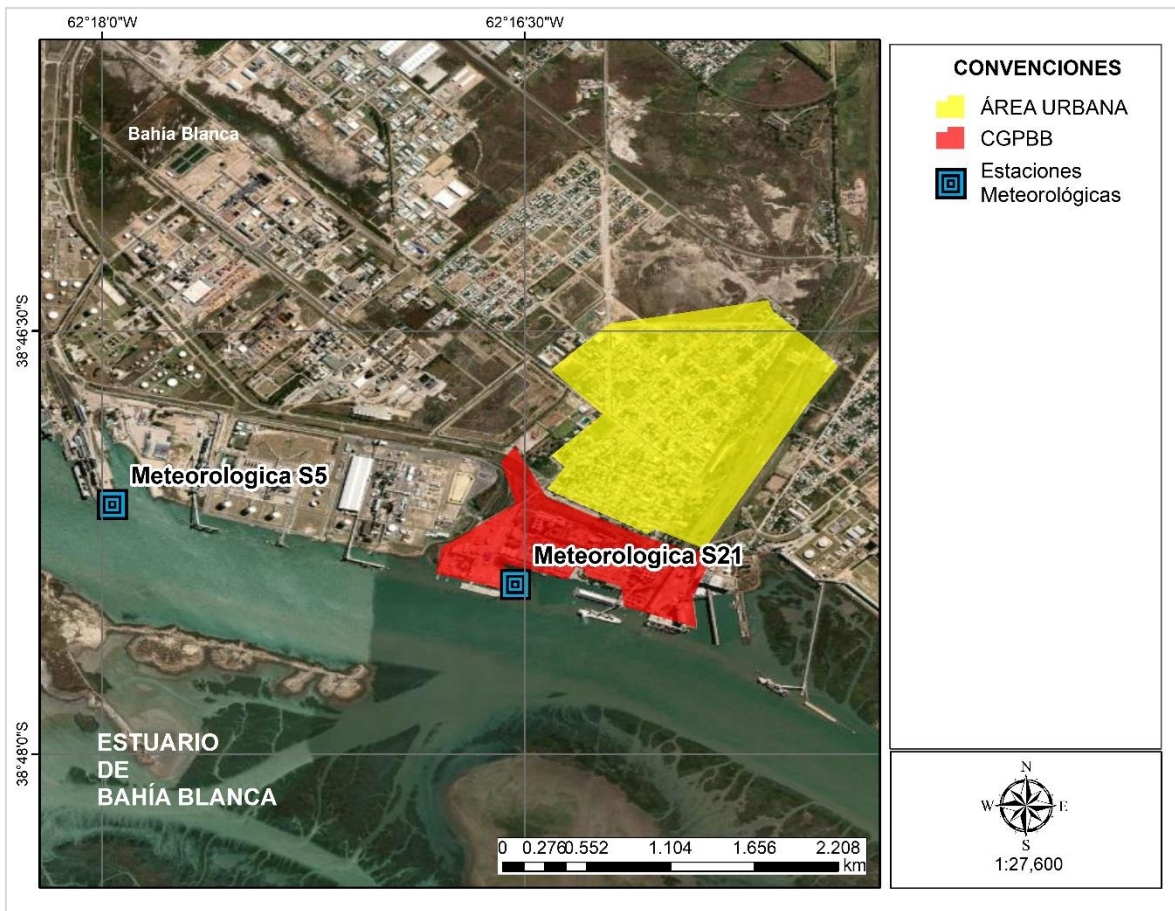 62°18'0"W
62°16'30"W
38°46'30"S
38°48'0"S
Bahía Blanca
Meteorologica S5
Meteorologica S21
ESTUARIO
DE
BAHÍA BLANCA
0 0.276 0.552 1.104 1.656 2.208
km
CONVENCIONES
ÁREA URBANA
CGPBB
Estaciones
Meteorológicas
N
W E
S
1:27,600